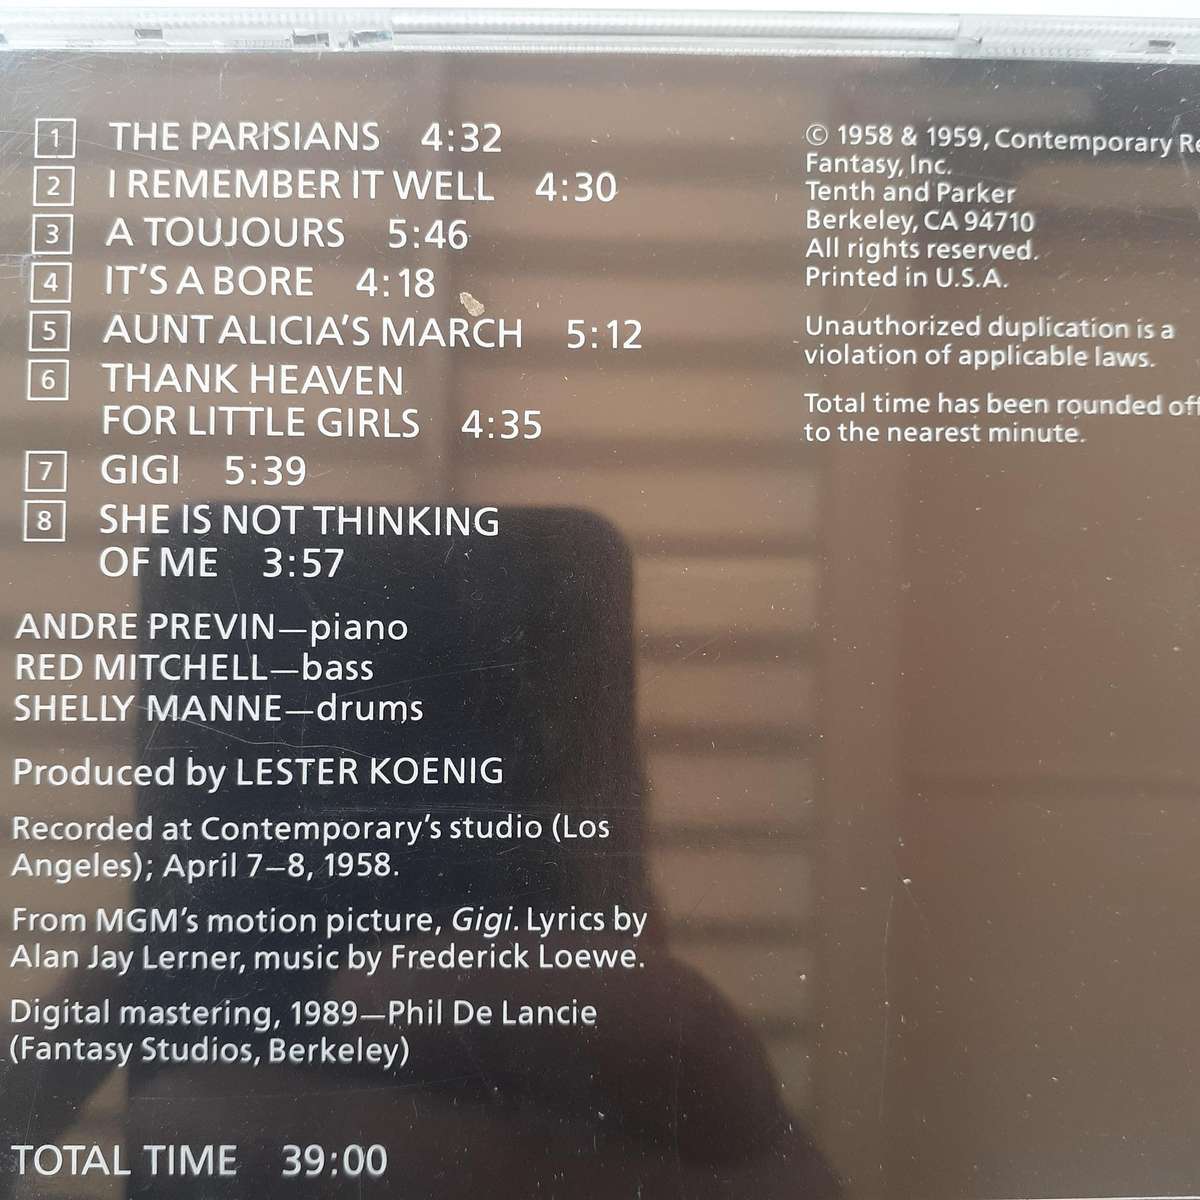 1 THE PARISIANS 4:32
2 I REMEMBER IT WELL 4:30
3 A TOUJOURS 5:46
4 IT'S A BORE 4:18
5 AUNT ALICIA'S MARCH 5:12
6 THANK HEAVEN
FOR LITTLE GIRLS 4:35
7 GIGI 5:39
8 SHE IS NOT THINKING
OF ME 3:57
ANDRE PREVIN—piano
RED MITCHELL—bass
SHELLY MANNE—drums
Produced by LESTER KOENIG
Recorded at Contemporary's studio (Los
Angeles); April 7–8, 1958.
From MGM's motion picture, Gigi. Lyrics by
Alan Jay Lerner, music by Frederick Loewe.
Digital mastering, 1989—Phil De Lancie
(Fantasy Studios, Berkeley)
TOTAL TIME 39:00
© 1958 & 1959, Contemporary
Fantasy, Inc.
Tenth and Parker
Berkeley, CA 94710
All rights reserved.
Printed in U.S.A.
Unauthorized duplication is a
violation of applicable laws.
Total time has been rounded off
to the nearest minute.